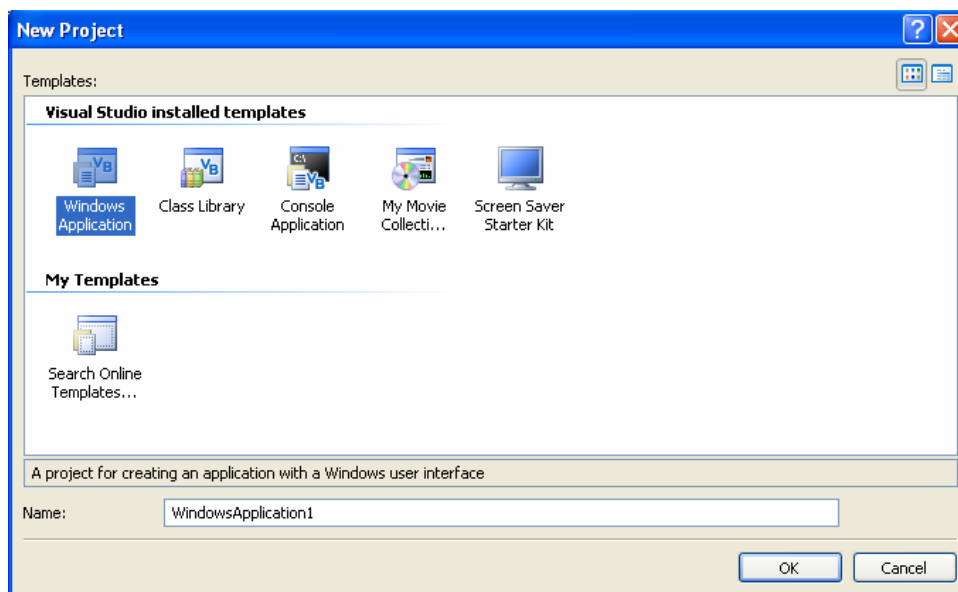 New Project
Templates:
Visual Studio installed templates
Windows Application
Class Library
Console Application
My Movie Collecti...
Screen Saver Starter Kit
My Templates
Search Online Templates...
A project for creating an application with a Windows user interface
Name:
WindowsApplication1
OK
Cancel